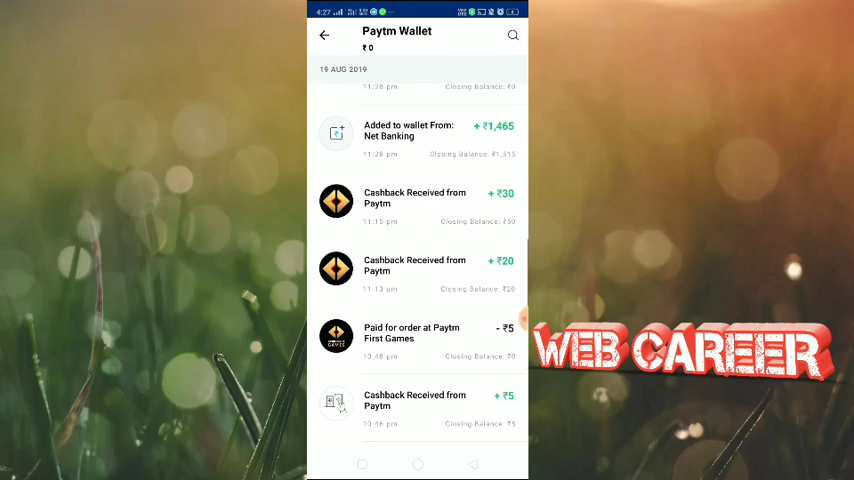 4:27
Paytm Wallet
₹ 0
19 AUG 2019
11:28 pm Closing Balance: ₹0
Added to wallet From: + ₹1,465
Net Banking
11:28 pm Closing Balance: ₹1,515
Cashback Received from + ₹30
Paytm
11:15 pm Closing Balance: ₹50
Cashback Received from + ₹20
Paytm
11:13 pm Closing Balance: ₹20
Paid for order at Paytm - ₹5
First Games
GAMES
10:48 pm Closing Balance: ₹0
Cashback Received from + ₹5
Paytm
10:46 pm Closing Balance: ₹5
WEB CAREER